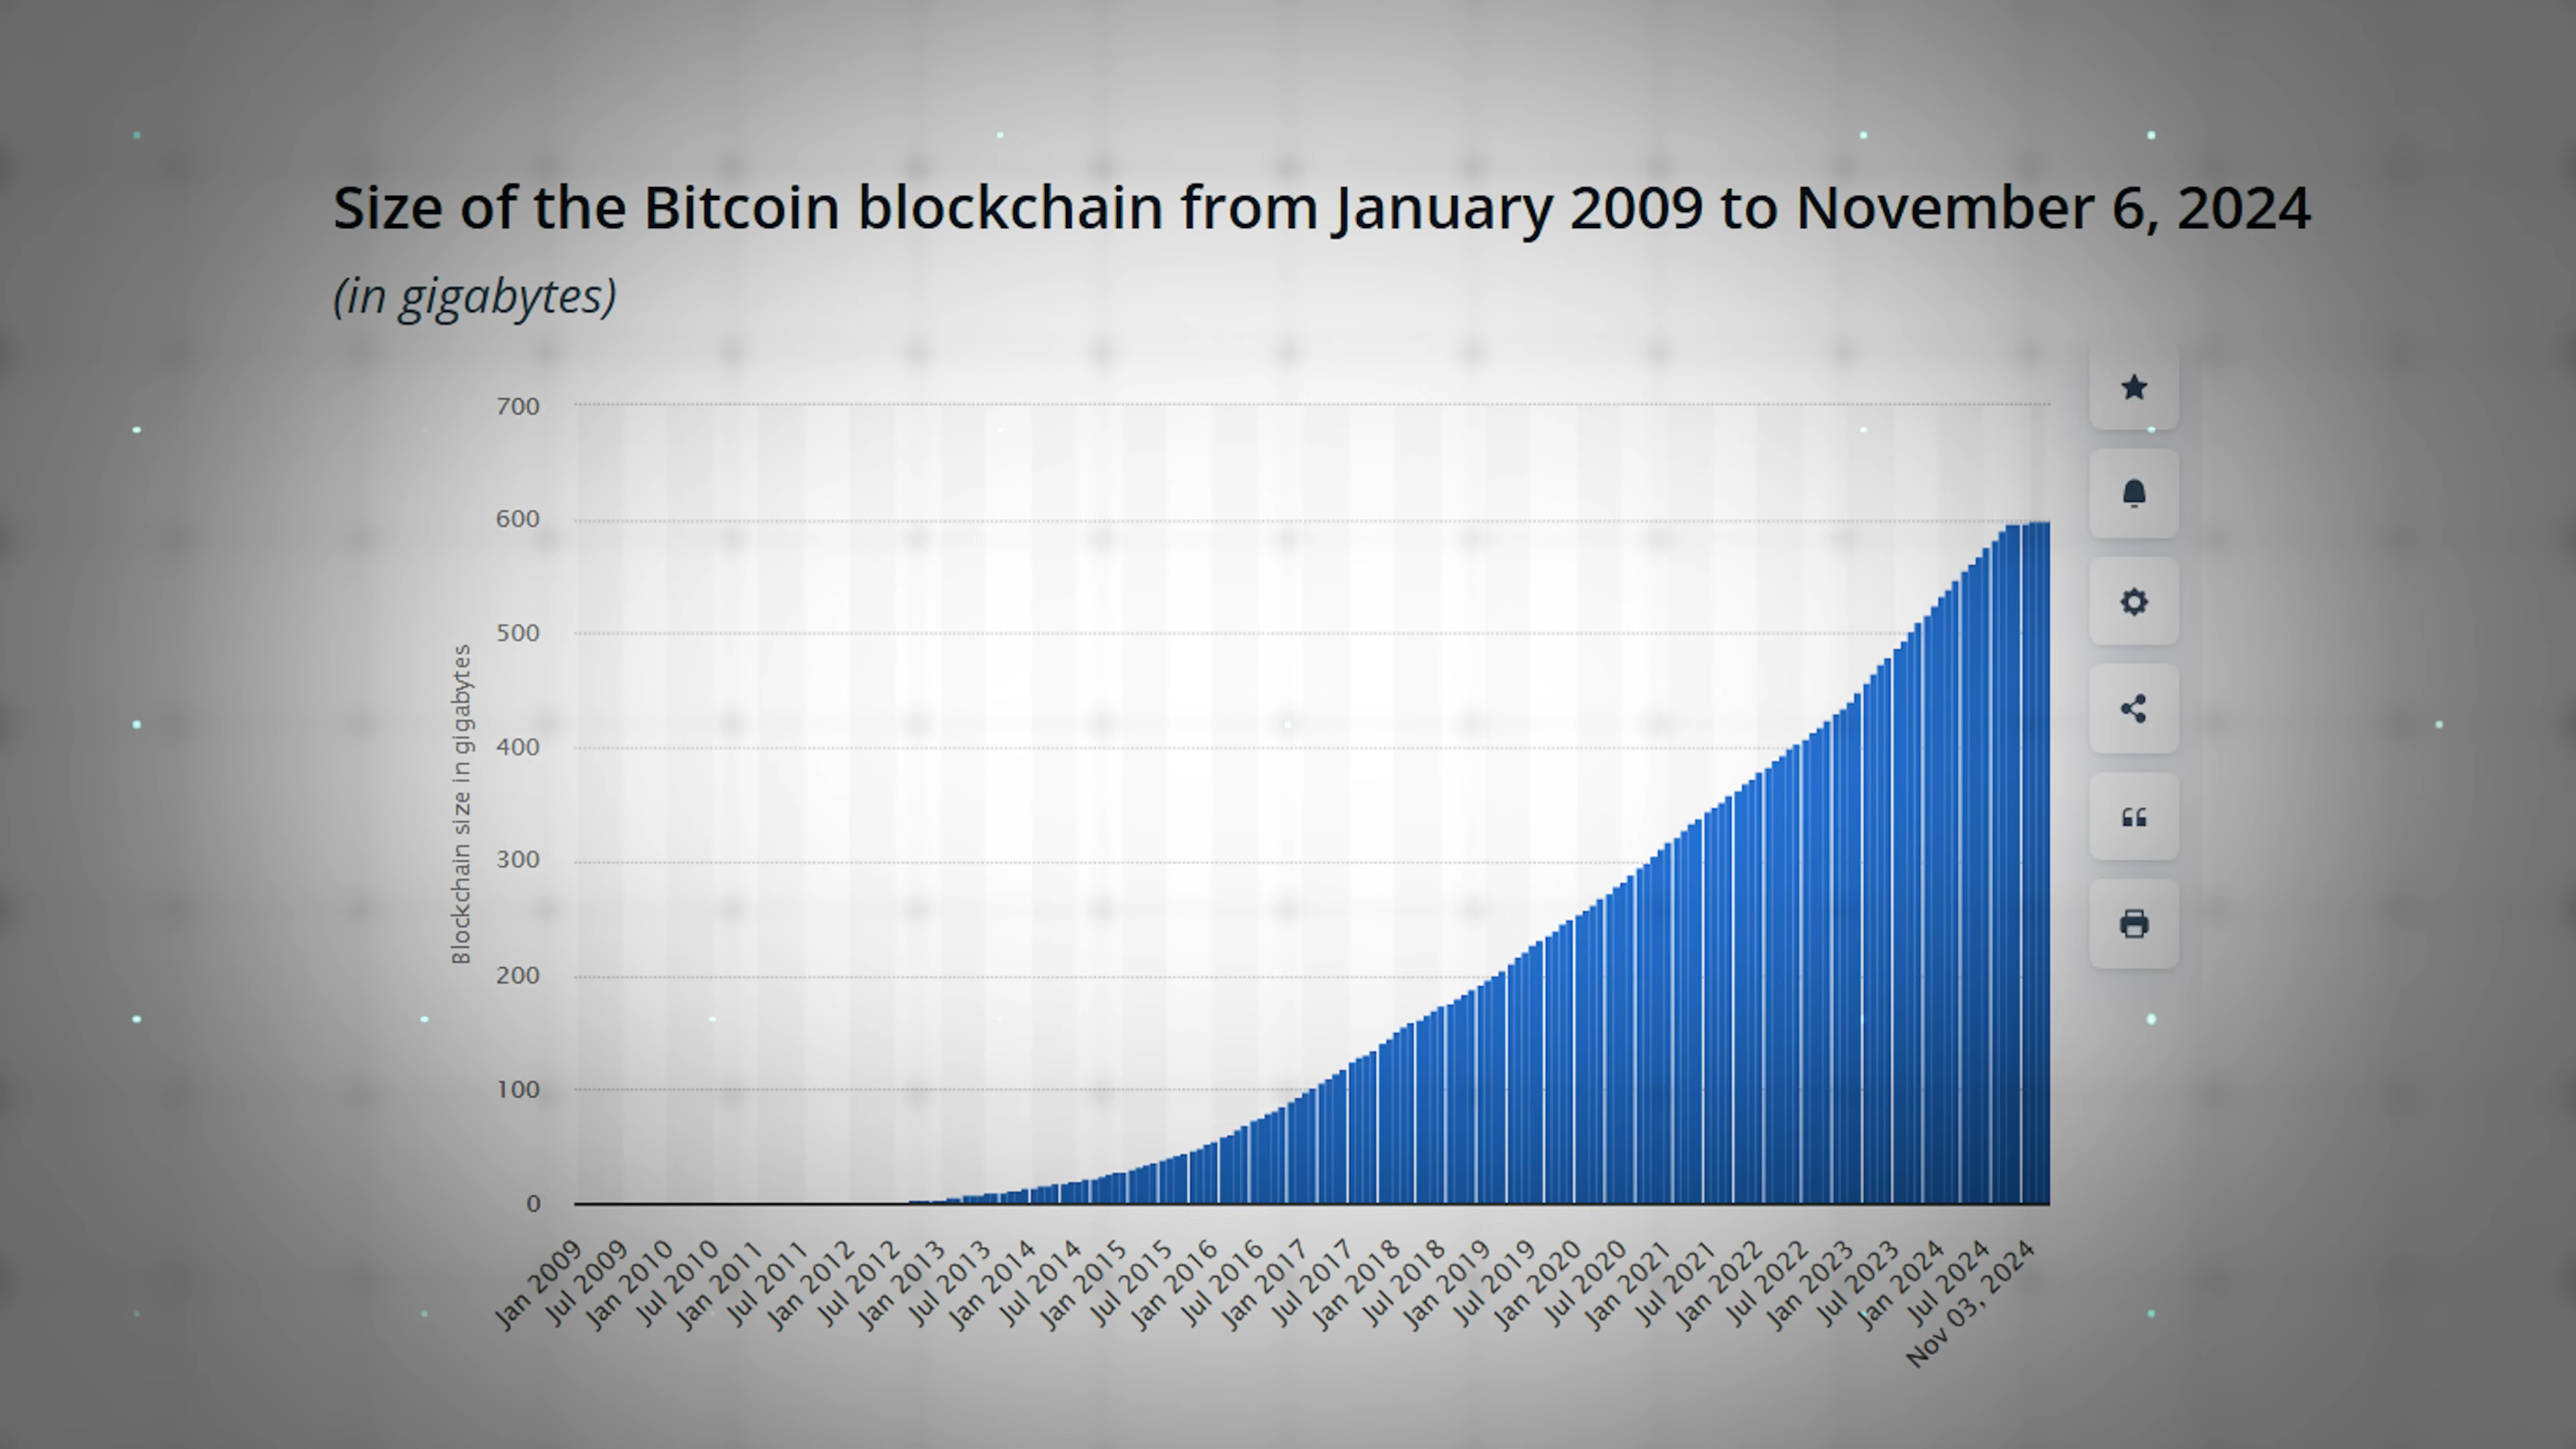 Size of the Bitcoin blockchain from January 2009 to November 6, 2024
(in gigabytes)
Blockchain size in gigabytes
700
600
500
400
300
200
100
0
Jan 2009
Jul 2009
Jan 2010
Jul 2010
Jan 2011
Jul 2011
Jan 2012
Jul 2012
Jan 2013
Jul 2013
Jan 2014
Jul 2014
Jan 2015
Jul 2015
Jan 2016
Jul 2016
Jan 2017
Jul 2017
Jan 2018
Jul 2018
Jan 2019
Jul 2019
Jan 2020
Jul 2020
Jan 2021
Jul 2021
Jan 2022
Jul 2022
Jan 2023
Jul 2023
Jan 2024
Jul 2024
Nov 03, 2024